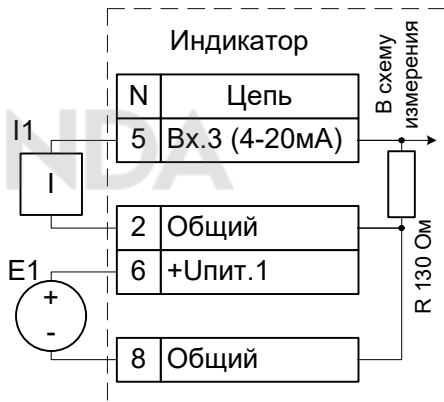 Индикатор
N Цепь
5 Вх.3 (4-20мА)
2 Общий
6 +Uпит.1
8 Общий
I1
I
E1
+
-
В схему
измерения
R 130 Ом
NDA